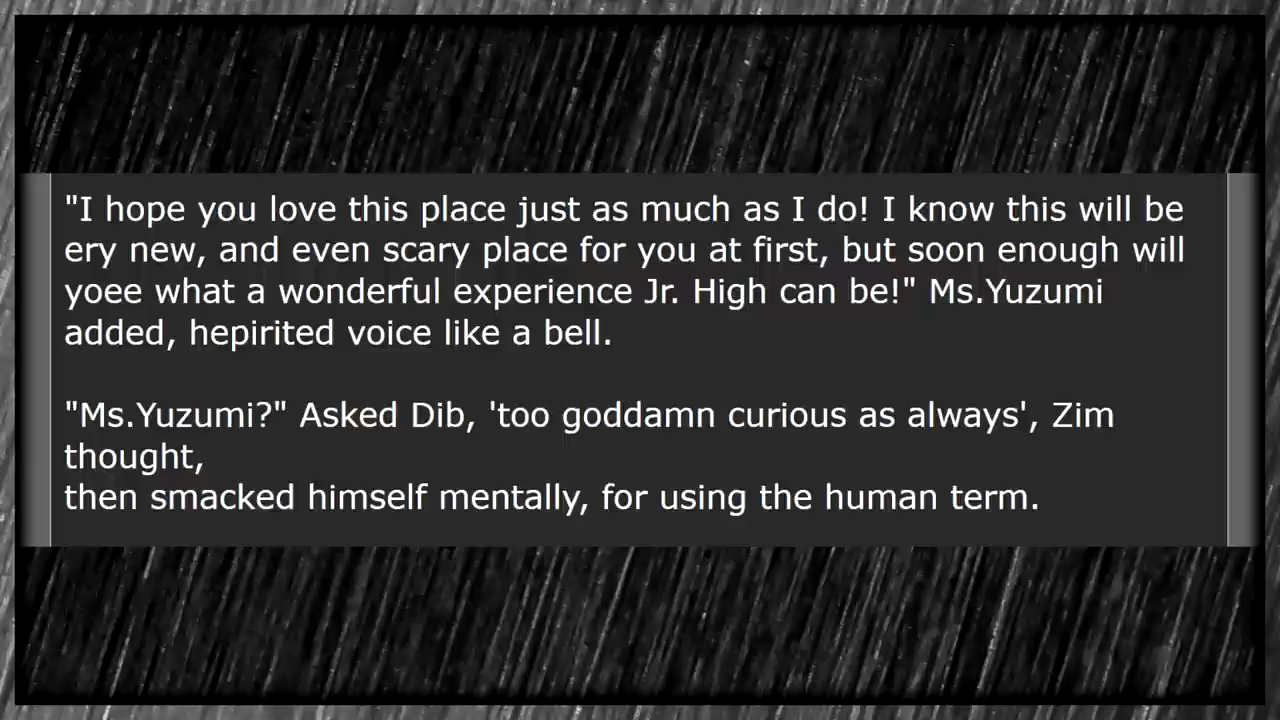 "I hope you love this place just as much as I do! I know this will be
ery new, and even scary place for you at first, but soon enough will
yoee what a wonderful experience Jr. High can be!" Ms.Yuzumi
added, hepirited voice like a bell.
"Ms.Yuzumi?" Asked Dib, 'too goddamn curious as always', Zim
thought,
then smacked himself mentally, for using the human term.